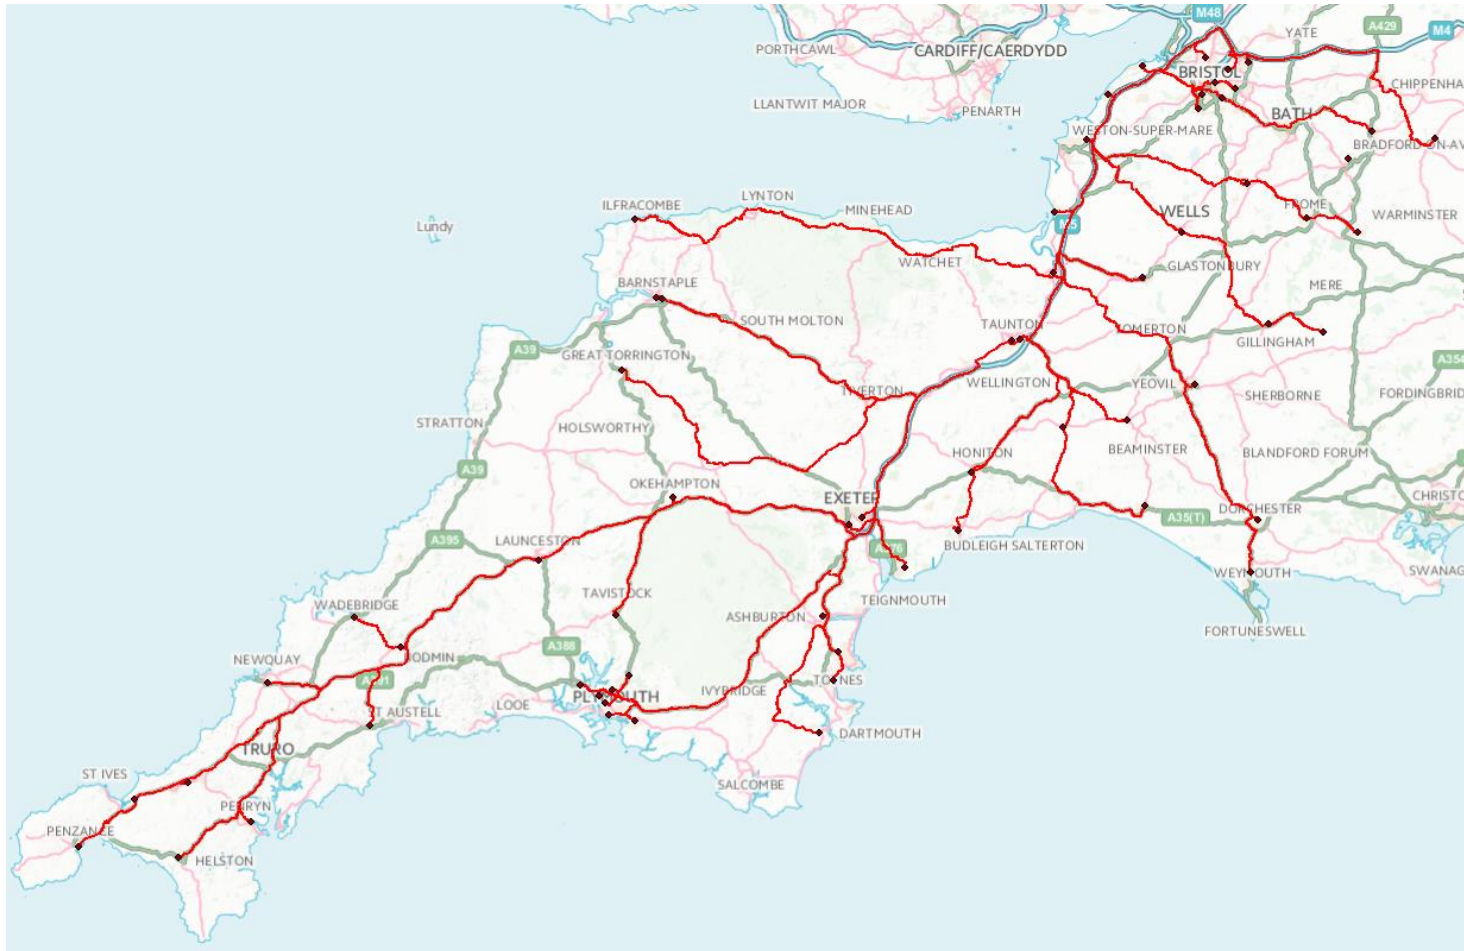 M48
A429
YATE
M4
PORTHCAWL
CARDIFF/CAERDYDD
BRISTOL
CHIPPENHA
LLANTWIT MAJOR
PENARTH
BATH
WESTON-SUPER-MARE
BRADFORD-ON-AV
LYNTON
ILFRACOMBE
MINEHEAD
WELLS
FROME
WARMINSTER
Lundy
M5
WATCHET
GLASTONBURY
BARNSTAPLE
MERE
SOUTH MOLTON
TAUNTON
SOMERTON
GILLINGHAM
A39
GREAT TORRINGTON
A354
TIVERTON
WELLINGTON
YEOVIL
SHERBORNE
FORDINGBRID
STRATTON
HOLSWORTHY
HONITON
BEAMINSTER
BLANDFORD FORUM
A39
OKEHAMPTON
EXETER
CHRISTC
DORCHESTER
A35(T)
A395
LAUNCESTON
A376
BUDLEIGH SALTERTON
WEYMOUTH
SWANAG
WADEBRIDGE
TAVISTOCK
TEIGNMOUTH
ASHBURTON
FORTUNESWELL
NEWQUAY
BODMIN
A388
TOTNES
IVYBRIDGE
PLYMOUTH
LOOE
ST AUSTELL
DARTMOUTH
TRURO
ST IVES
SALCOMBE
PENRYN
PENZANCE
HELSTON